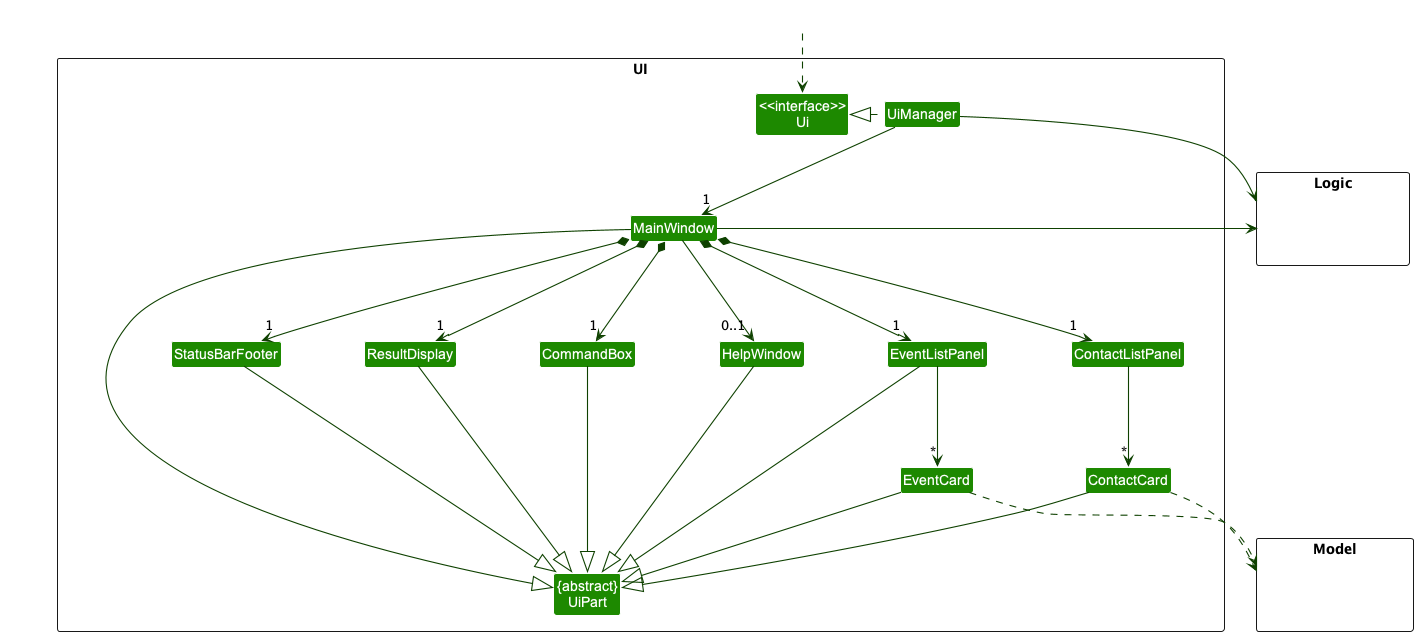 UI
<<interface>>
Ui
UiManager
Logic
1
MainWindow
1
1
1
0..1
1
1
StatusBarFooter
ResultDisplay
CommandBox
HelpWindow
EventListPanel
ContactListPanel
*
*
EventCard
ContactCard
Model
{abstract}
UiPart